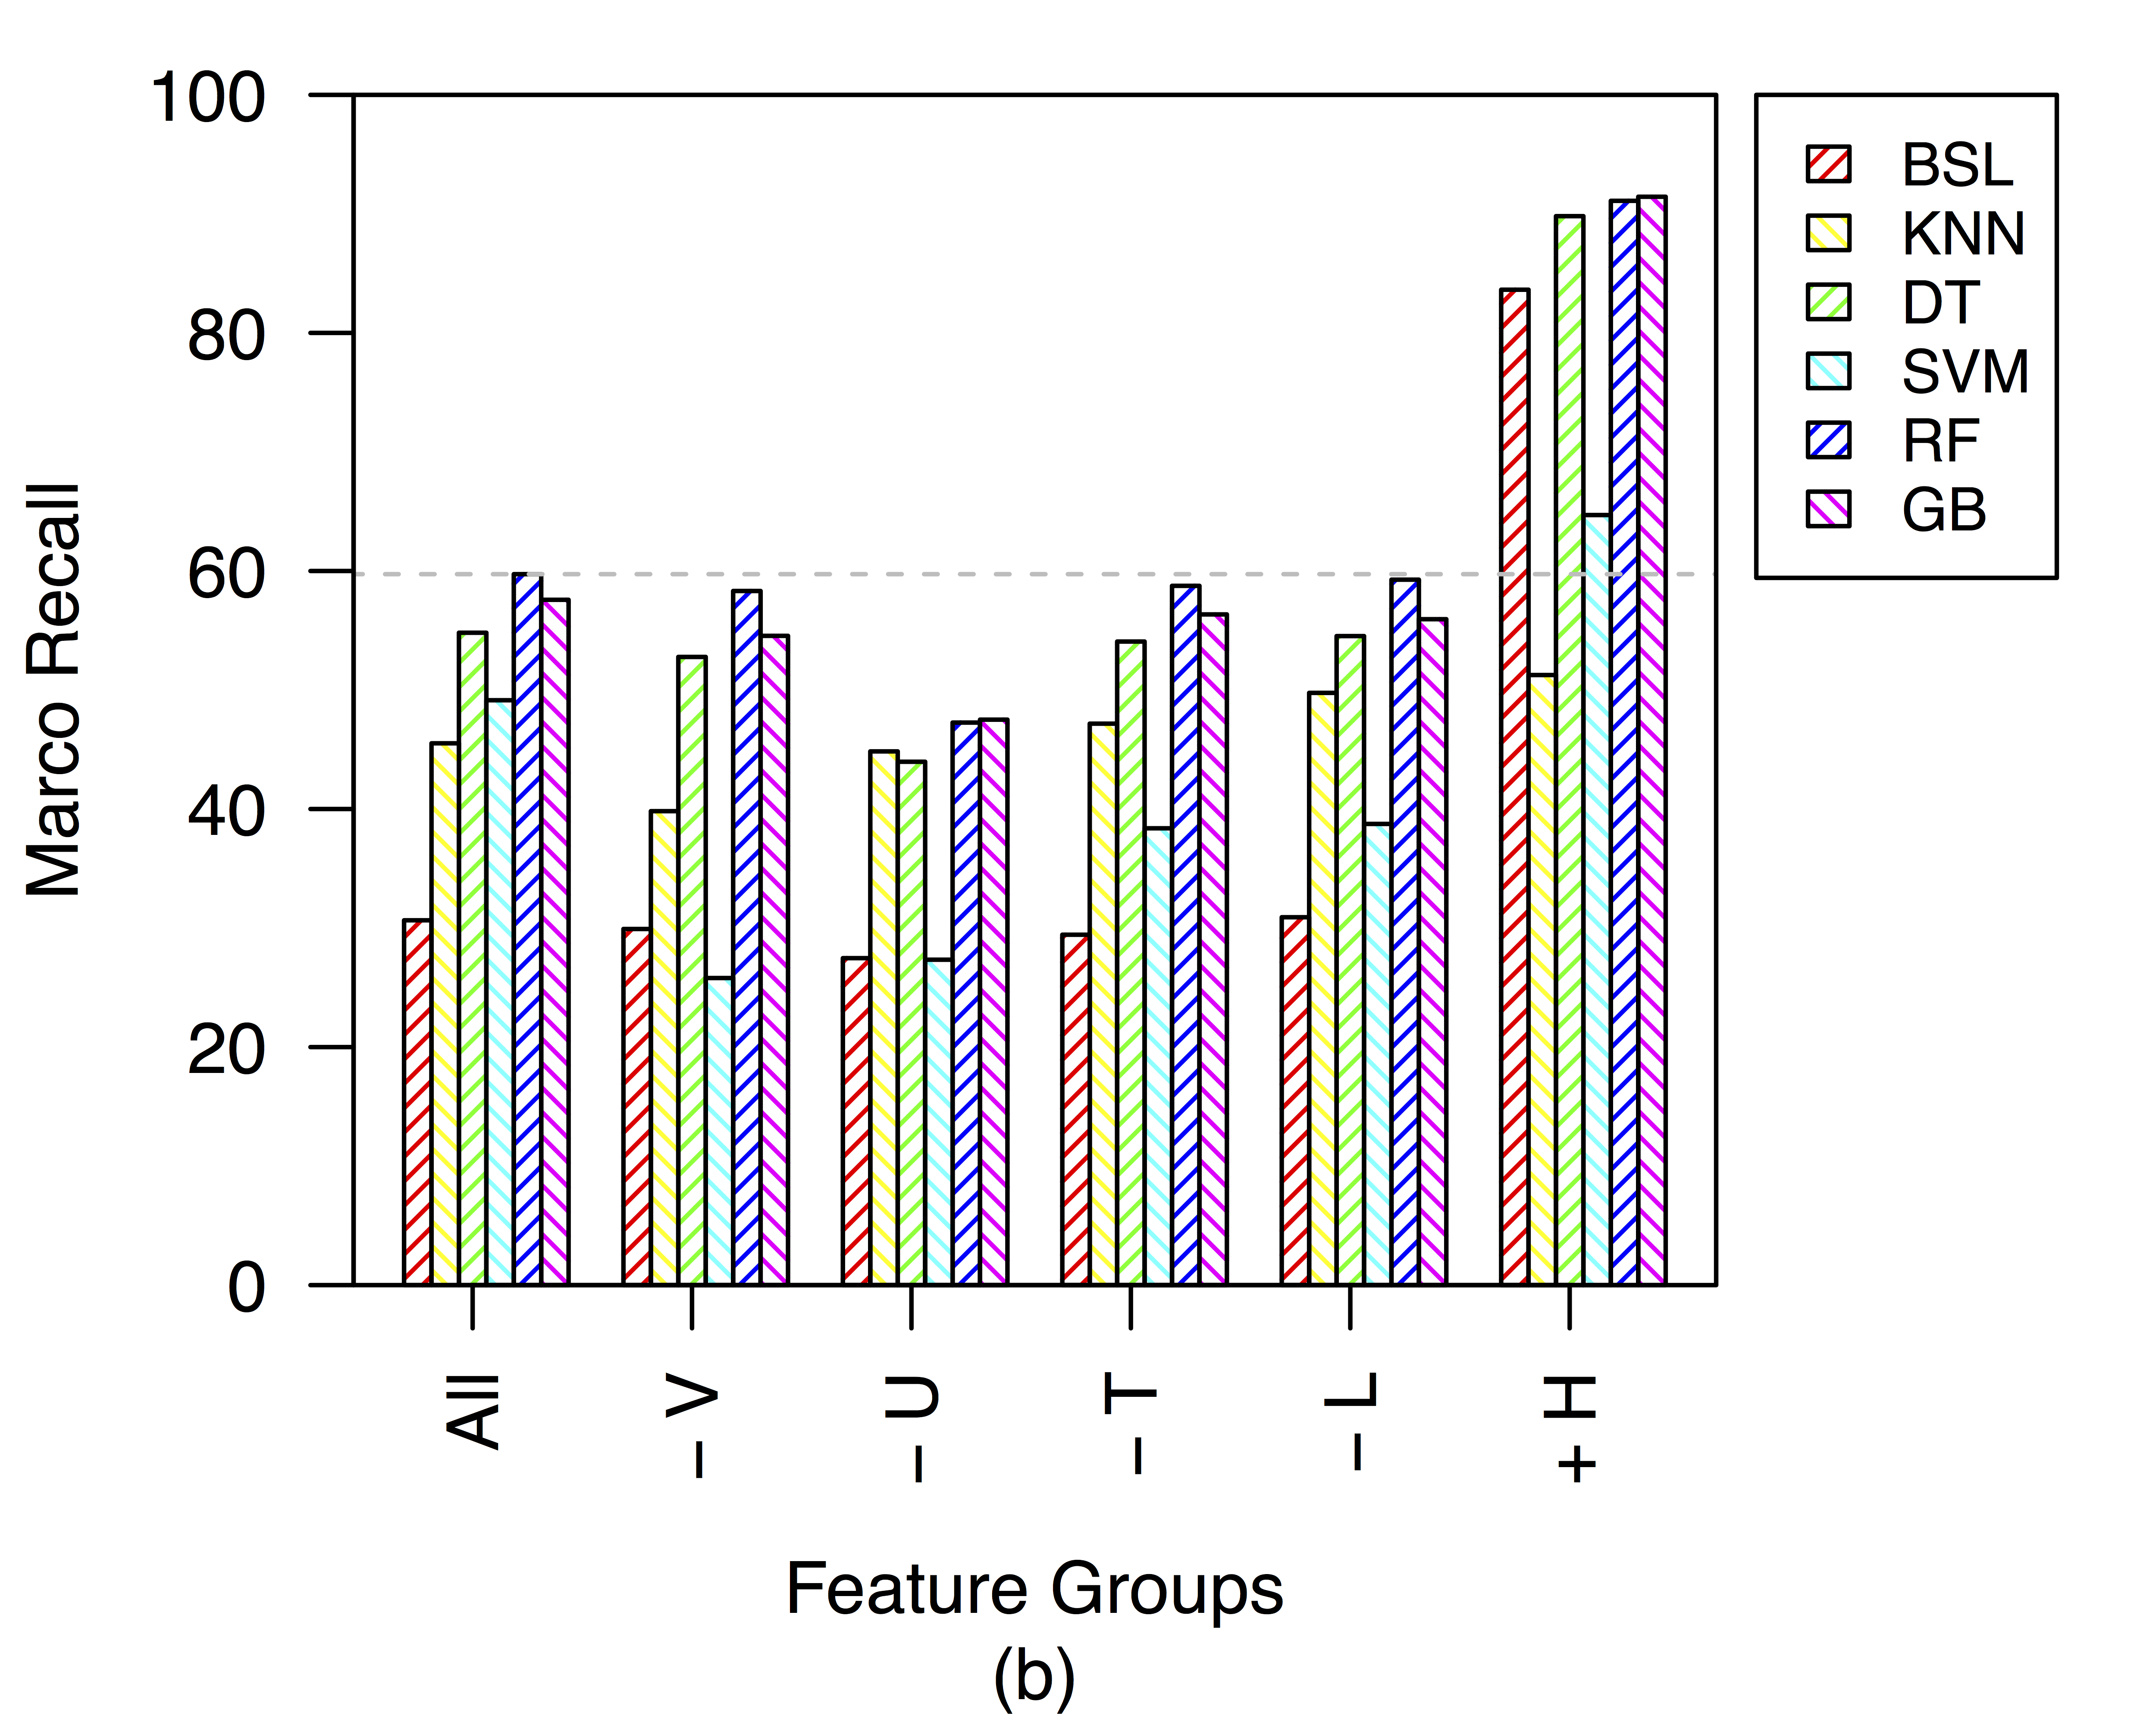 Marco Recall
100
80
60
40
20
0
All
– V
– U
– T
– L
+ H
Feature Groups
(b)
BSL
KNN
DT
SVM
RF
GB